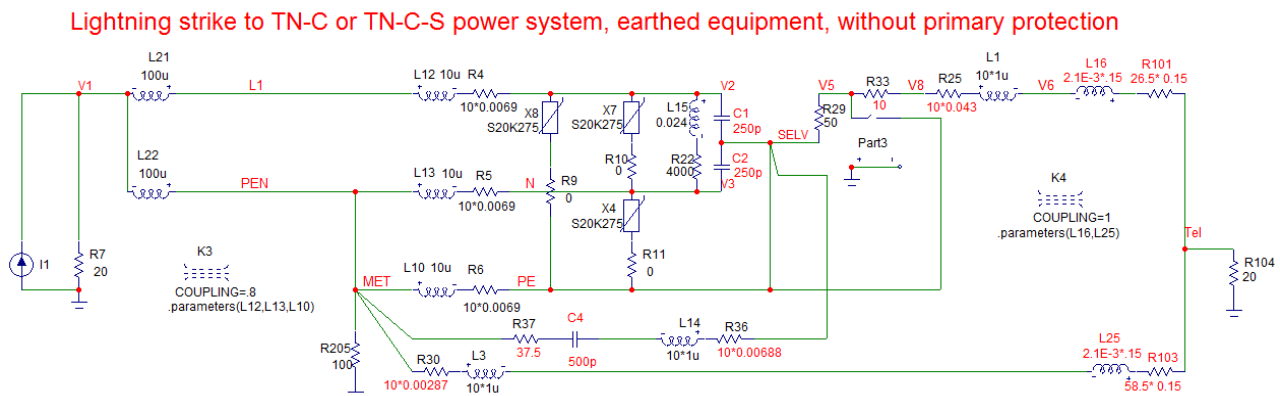 Lightning strike to TN-C or TN-C-S power system, earthed equipment, without primary protection
L21
100u
V1
L1
L12 10u
R4
10*0.0069
X8
S20K275
X7
S20K275
L15
0.024
V2
C1
250p
SELV
R29
50
V5
R33
10
V8
R25
10*0.043
L1
10*1u
V6
L16
2.1E-3*.15
R101
26.5* 0.15
L22
100u
PEN
L13 10u
R5
10*0.0069
N
R9
0
R10
0
R22
4000
C2
250p
V3
X4
S20K275
R11
0
Part3
K4
COUPLING=1
.parameters(L16,L25)
Tel
R104
20
I1
R7
20
K3
COUPLING=.8
.parameters(L12,L13,L10)
MET
L10 10u
R6
10*0.0069
PE
R205
100
R37
37.5
C4
500p
L14
10*1u
R36
10*0.00688
R30
10*0.00287
L3
10*1u
L25
2.1E-3*.15
R103
58.5* 0.15